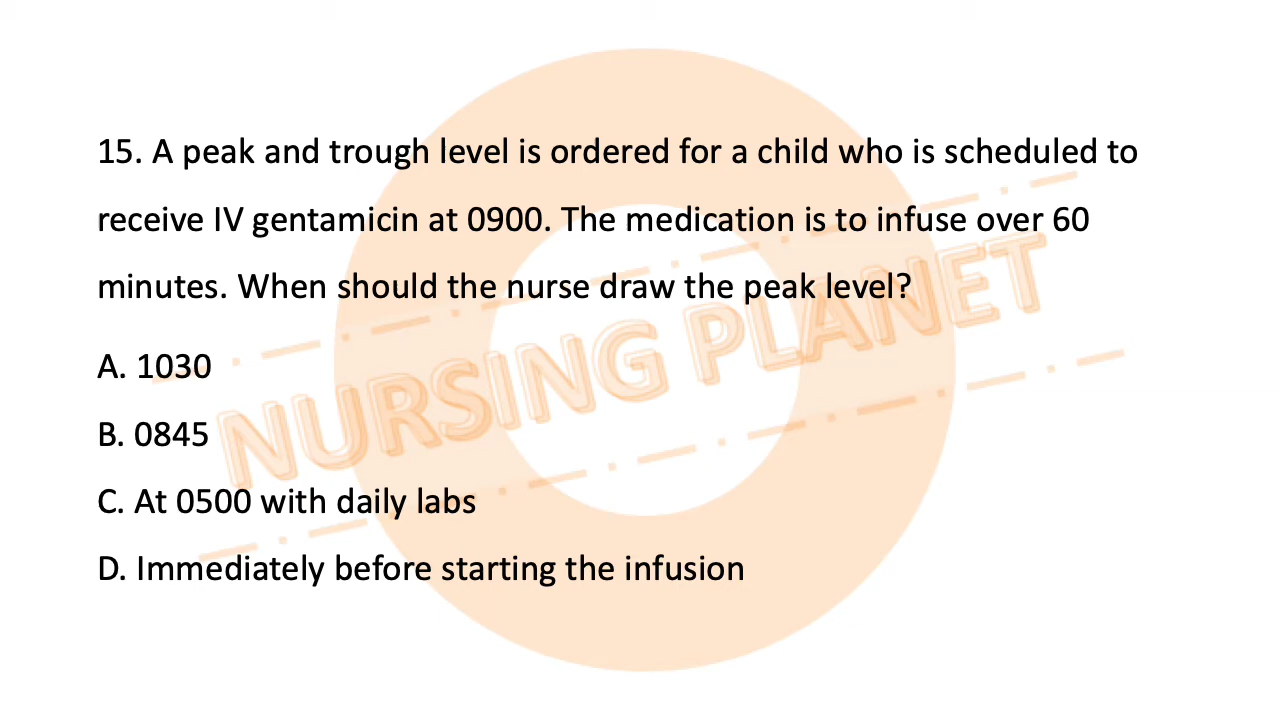 15. A peak and trough level is ordered for a child who is scheduled to
receive IV gentamicin at 0900. The medication is to infuse over 60
minutes. When should the nurse draw the peak level?
A. 1030
B. 0845
C. At 0500 with daily labs
D. Immediately before starting the infusion
NURSING PLANET